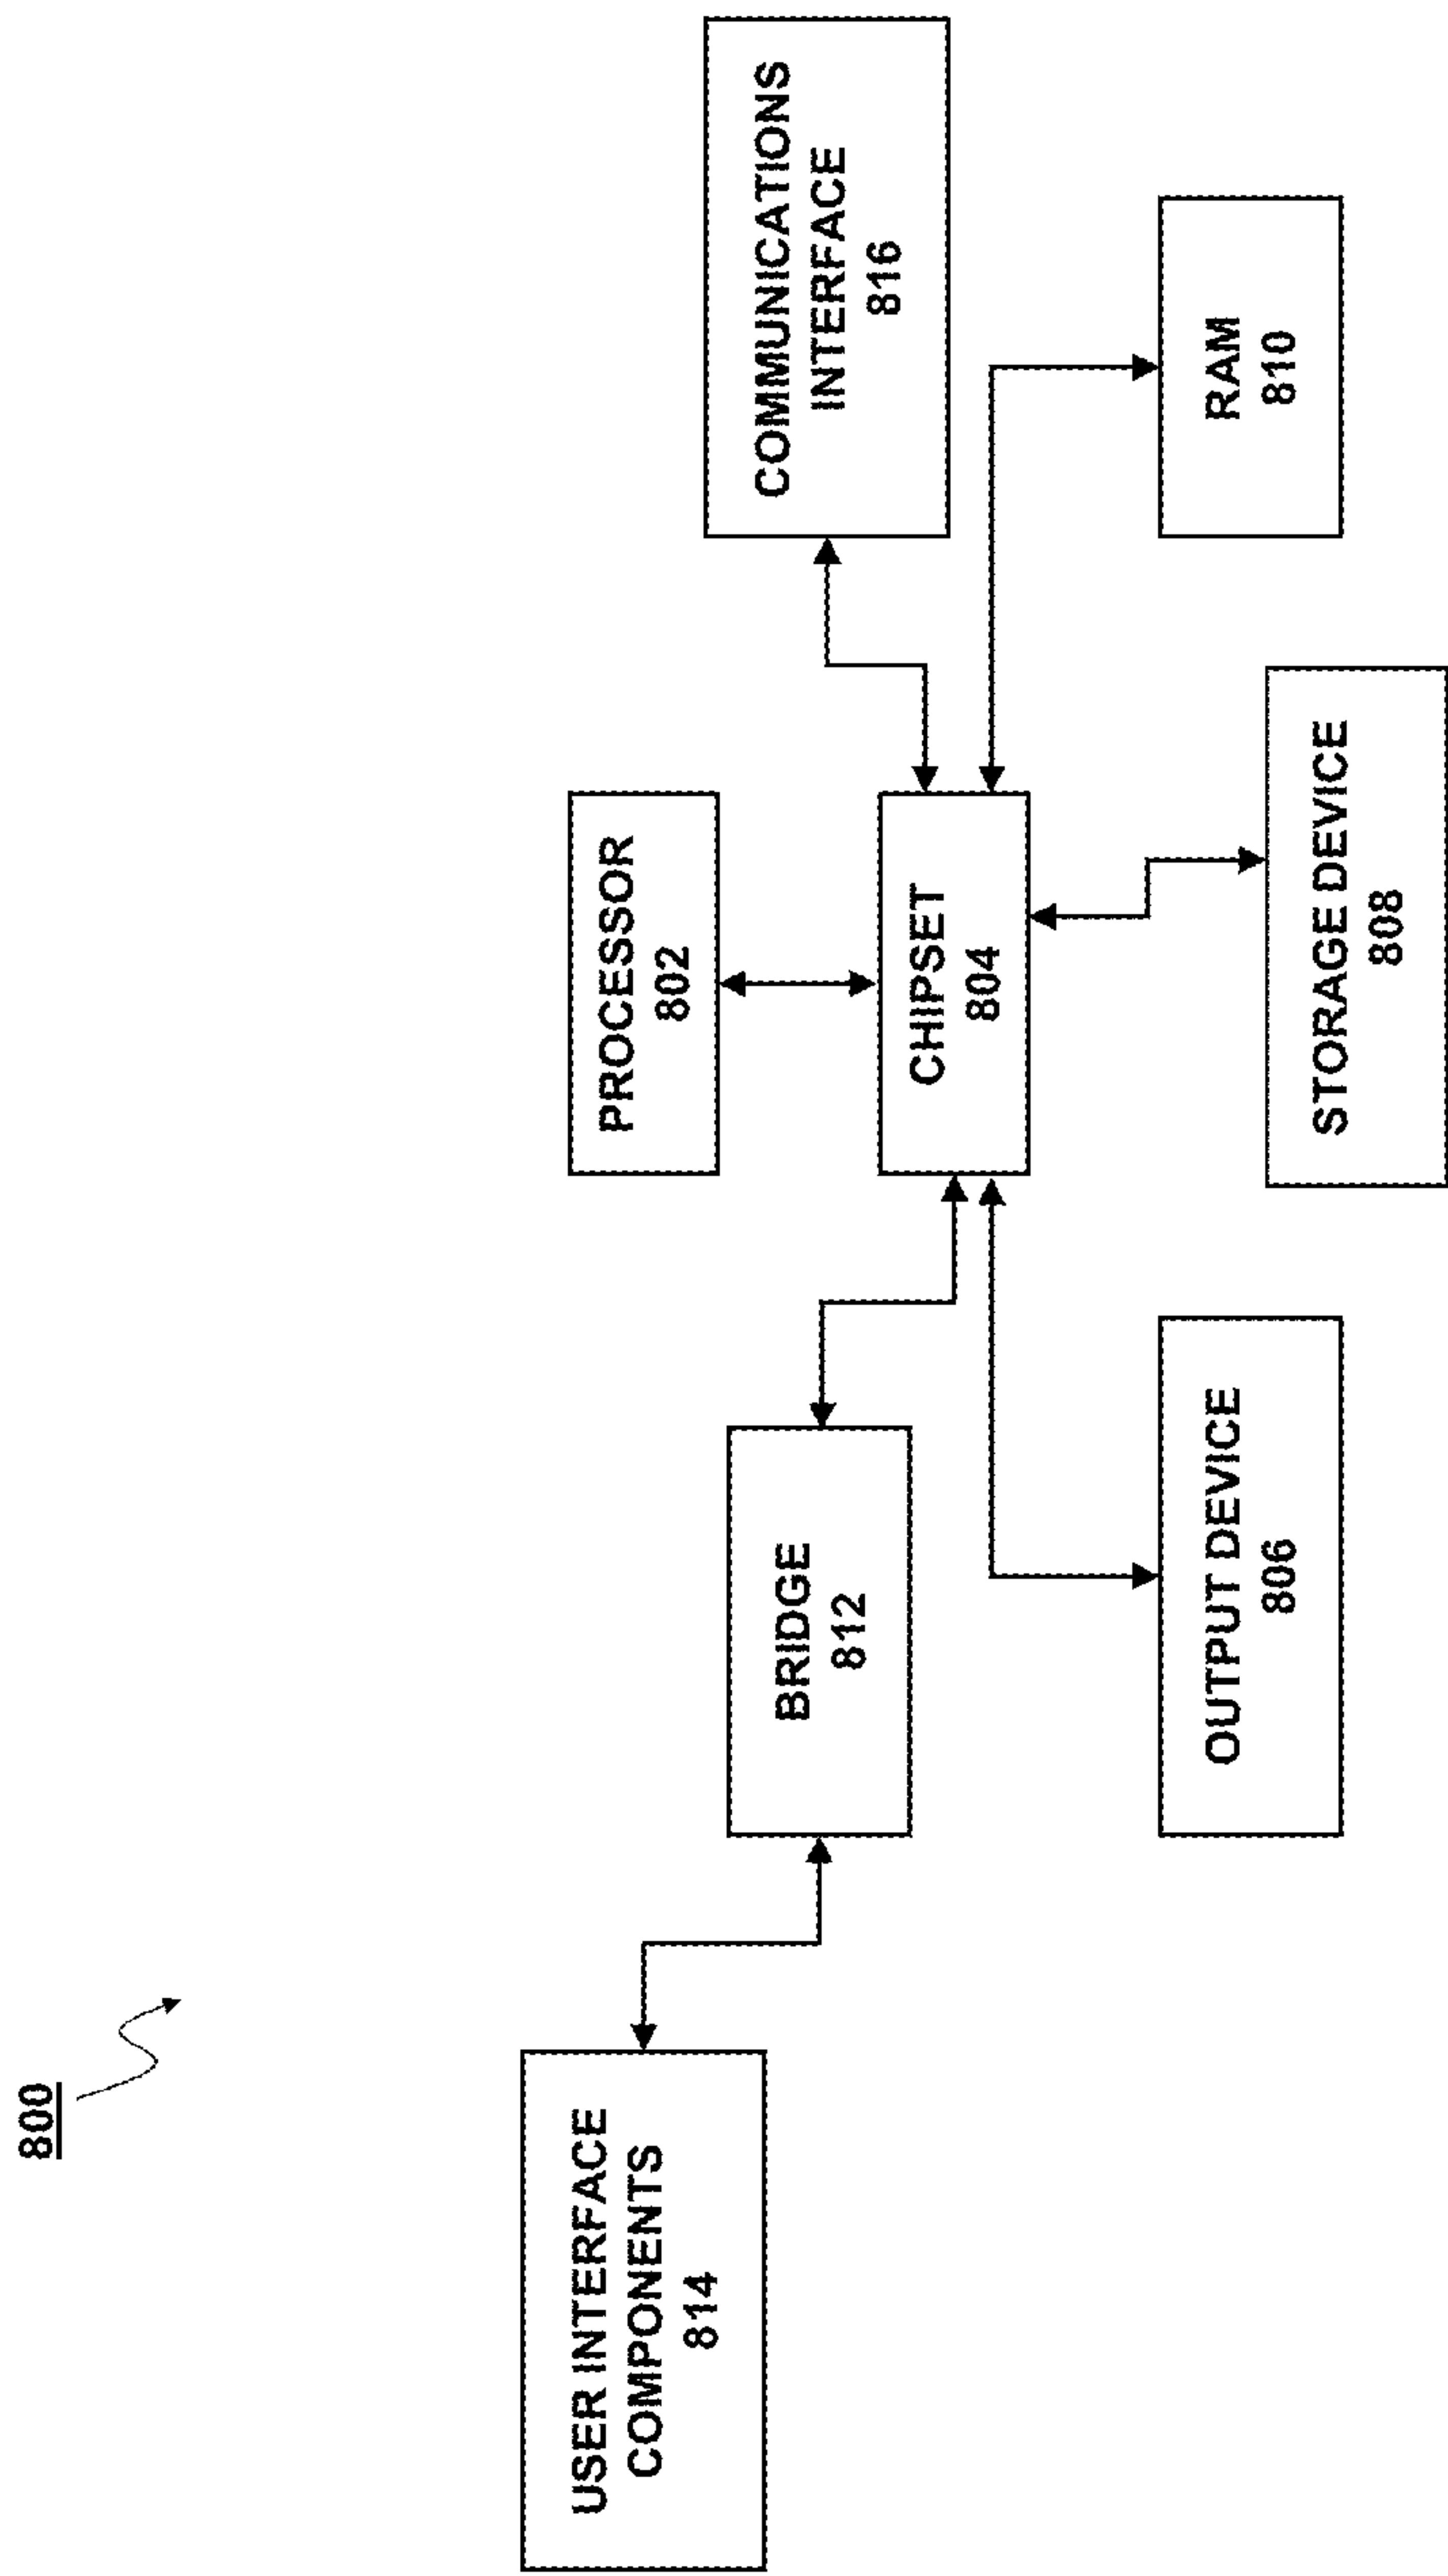 800
PROCESSOR
802
USER INTERFACE
COMPONENTS
814
BRIDGE
812
CHIPSET
804
COMMUNICATIONS
INTERFACE
816
OUTPUT DEVICE
806
STORAGE DEVICE
808
RAM
810